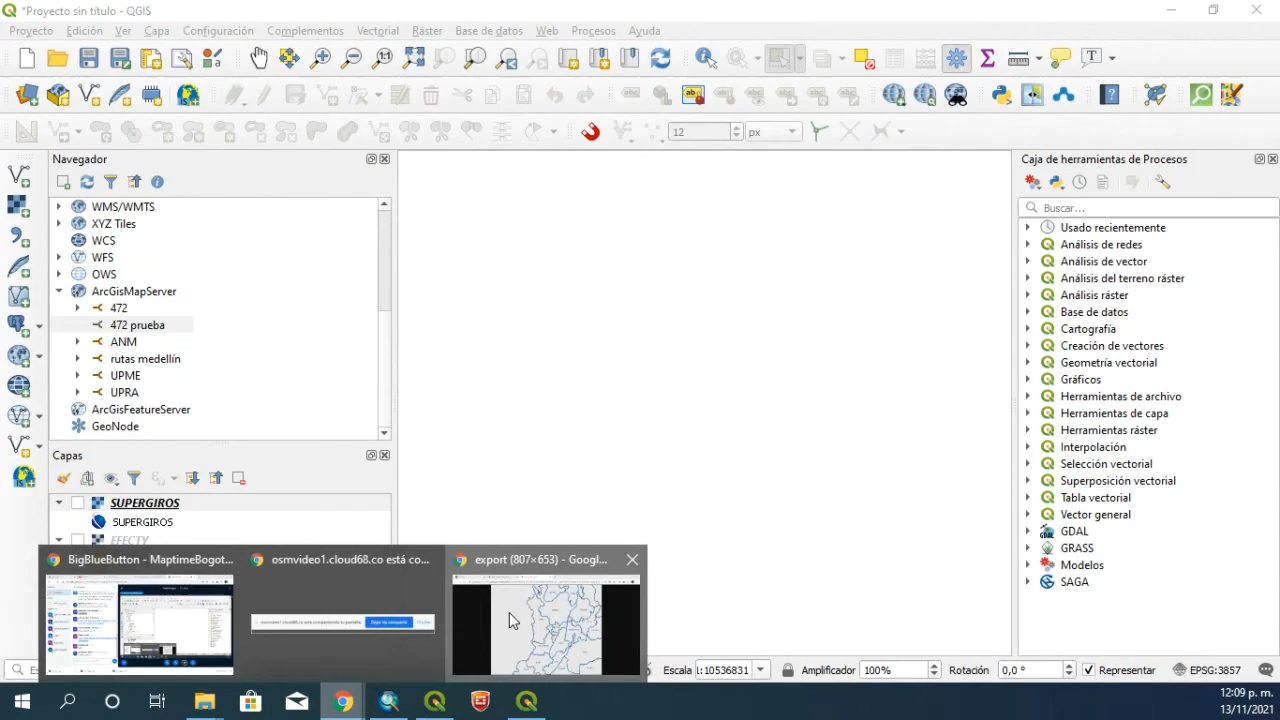 *Proyecto sin título - QGIS
Proyecto Edición Ver Capa Configuración Complementos Vectorial Ráster Base de datos Web Procesos Ayuda
12 px
Navegador
WMS/WMTS
XYZ Tiles
WCS
WFS
OWS
ArcGisMapServer
472
472 prueba
ANM
rutas medellín
UPME
UPRA
ArcGisFeatureServer
GeoNode
Capas
SUPERGIROS
SUPERGIROS
EFECTY
Caja de herramientas de Procesos
Buscar...
Usado recientemente
Análisis de redes
Análisis de vector
Análisis del terreno ráster
Análisis ráster
Base de datos
Cartografía
Creación de vectores
Geometría vectorial
Gráficos
Herramientas de archivo
Herramientas de capa
Herramientas ráster
Interpolación
Selección vectorial
Superposición vectorial
Tabla vectorial
Vector general
GDAL
GRASS
Modelos
SAGA
BigBlueButton - MaptimeBogot...
osmvideo1.cloud68.co está co...
export (807×653) - Googl...
Escala 1:10536831 Amplificador 100% Rotación 0,0 ° Representar EPSG:3857
12:09 p. m.
13/11/2021